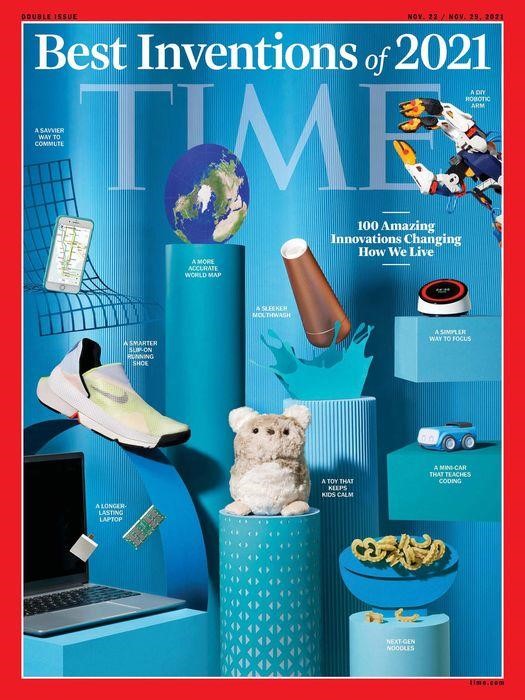 DOUBLE ISSUE
NOV. 22 / NOV. 29, 2021
Best Inventions of 2021
TIME
A DIY
ROBOTIC
ARM
A SAVVIER
WAY TO
COMMUTE
100 Amazing
Innovations Changing
How We Live
A MORE
ACCURATE
WORLD MAP
A SLEEKER
MOUTHWASH
A SIMPLER
WAY TO FOCUS
A SMARTER
SLIP-ON
RUNNING
SHOE
A TOY THAT
KEEPS
KIDS CALM
A MINI-CAR
THAT TEACHES
CODING
A LONGER-
LASTING
LAPTOP
NEXT-GEN
NOODLES
time.com